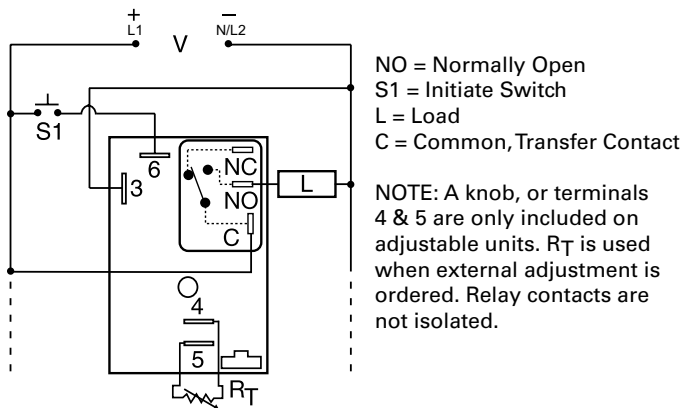 + –
L1 V N/L2
S1
6
3
NC
NO
L
C
4
5
RT
NO = Normally Open
S1 = Initiate Switch
L = Load
C = Common, Transfer Contact
NOTE: A knob, or terminals
4 & 5 are only included on
adjustable units. RT is used
when external adjustment is
ordered. Relay contacts are
not isolated.